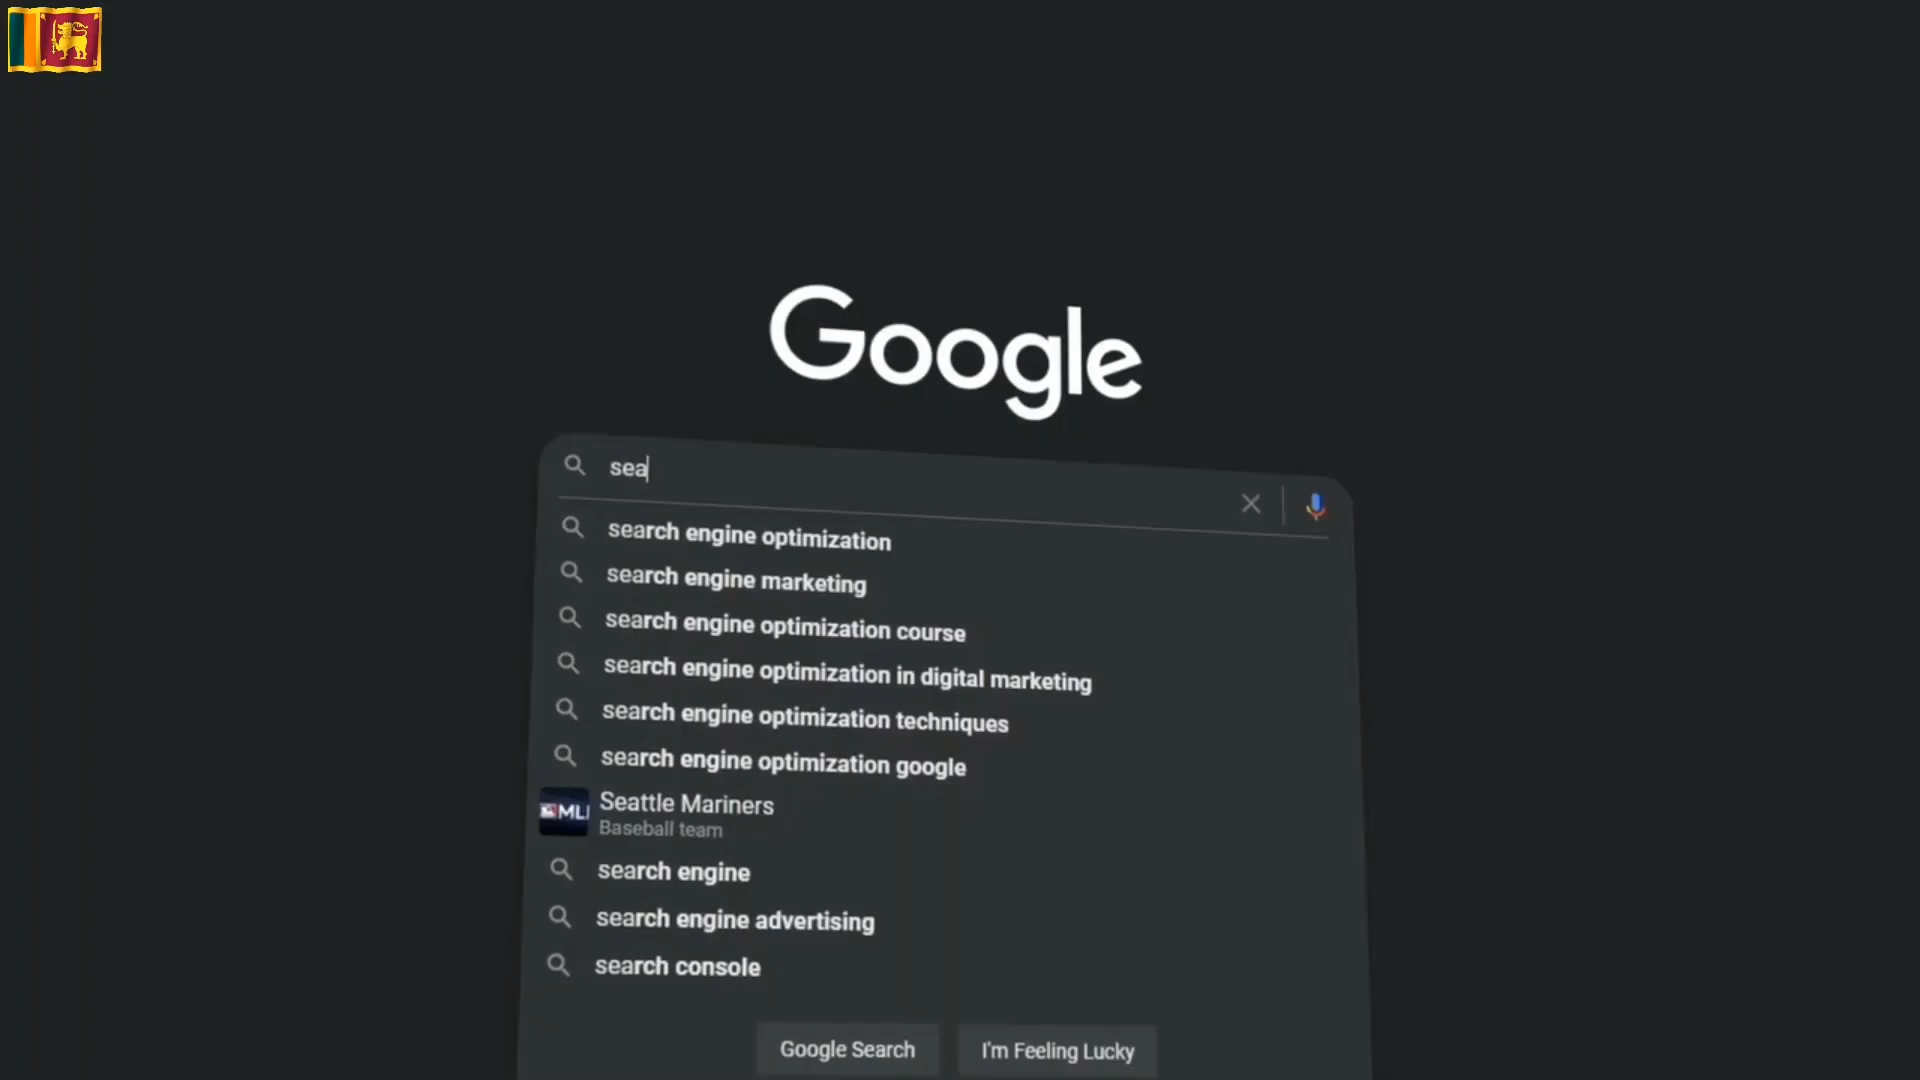 Google
sea
search engine optimization
search engine marketing
search engine optimization course
search engine optimization in digital marketing
search engine optimization techniques
search engine optimization google
ML
Seattle Mariners
Baseball team
search engine
search engine advertising
search console
Google Search
I'm Feeling Lucky